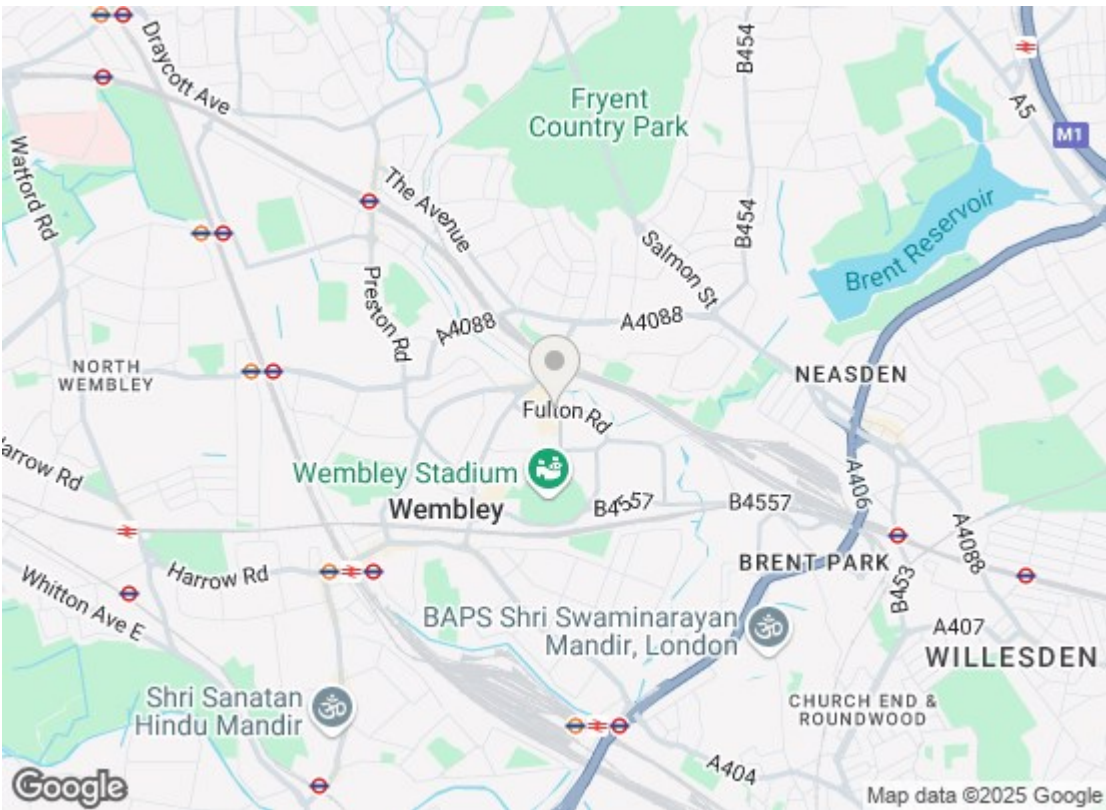 Draycott Ave
B454
A5
M1
Fryent
Country Park
Watford Rd
The Avenue
B454
Salmon St
Brent Reservoir
Preston Rd
A4088
A4088
NORTH
WEMBLEY
NEASDEN
Fulton Rd
Harrow Rd
Wembley Stadium
Wembley
A406
B4557
B4557
A4088
BRENT PARK
Harrow Rd
Whitton Ave E
B453
BAPS Shri Swaminarayan
Mandir, London
A407
WILLESDEN
Shri Sanatan
Hindu Mandir
CHURCH END &
ROUNDWOOD
A404
Google
Map data ©2025 Google